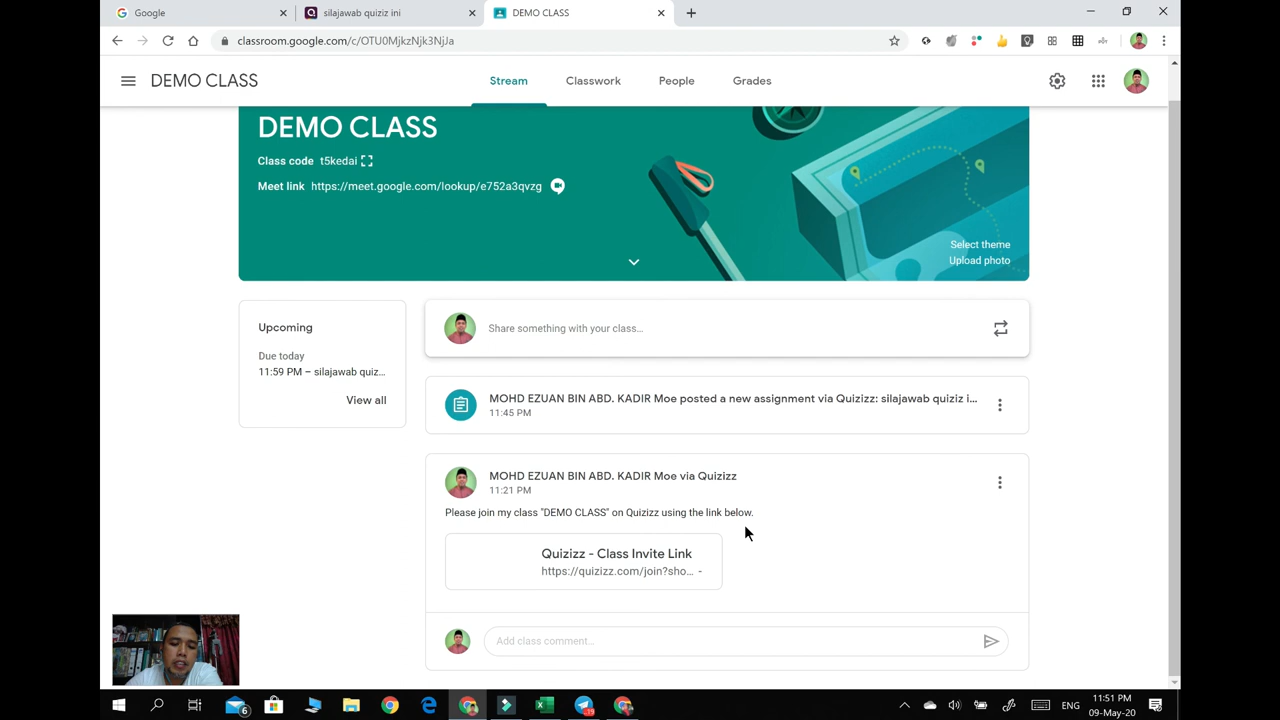 Google
silajawab quiziz ini
DEMO CLASS
classroom.google.com/c/OTU0MjkzNjk3NjJa
DEMO CLASS
Stream
Classwork
People
Grades
DEMO CLASS
Class code t5kedai
Meet link https://meet.google.com/lookup/e752a3qvzg
Select theme
Upload photo
Upcoming
Due today
11:59 PM – silajawab quiz...
View all
Share something with your class...
MOHD EZUAN BIN ABD. KADIR Moe posted a new assignment via Quizizz: silajawab quiziz i...
11:45 PM
MOHD EZUAN BIN ABD. KADIR Moe via Quizizz
11:21 PM
Please join my class "DEMO CLASS" on Quizizz using the link below.
Quizizz - Class Invite Link
https://quizizz.com/join?sho... -
Add class comment...
ENG
11:51 PM
09-May-20